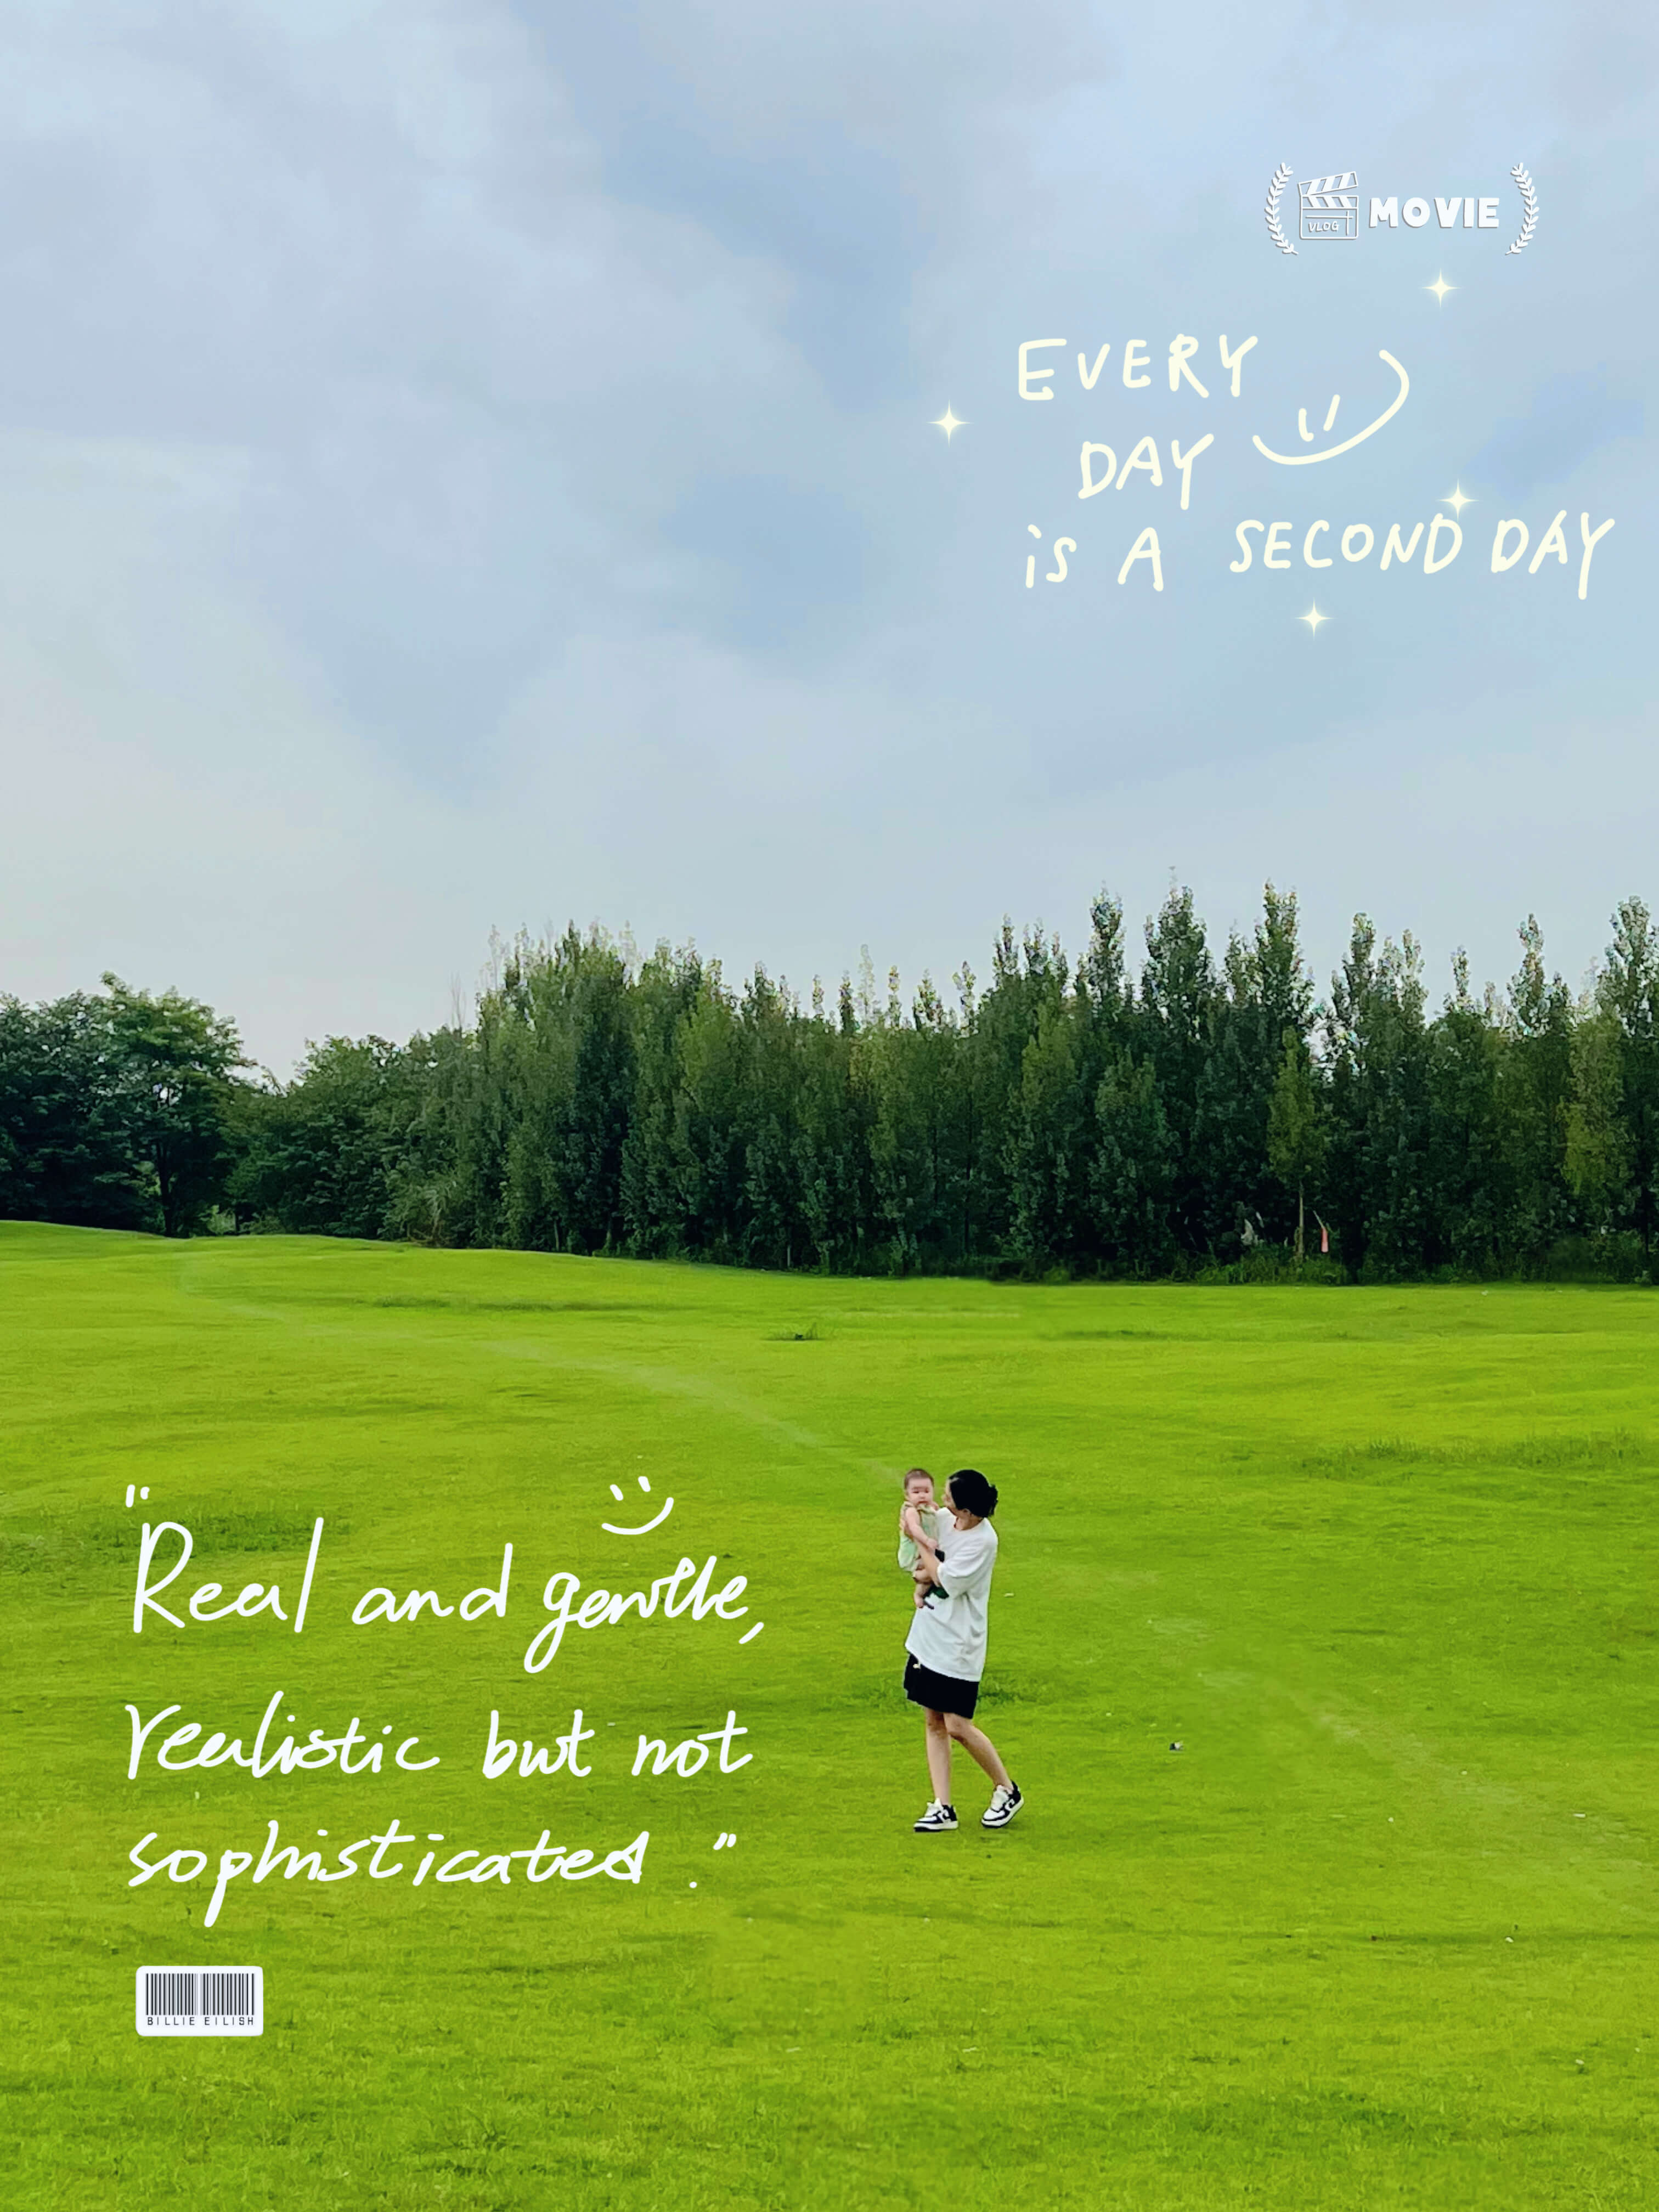 VLOG MOVIE
EVERY
DAY
is A SECOND DAY
"Real and gentle,
realistic but not
sophisticated."
BILLIE EILISH